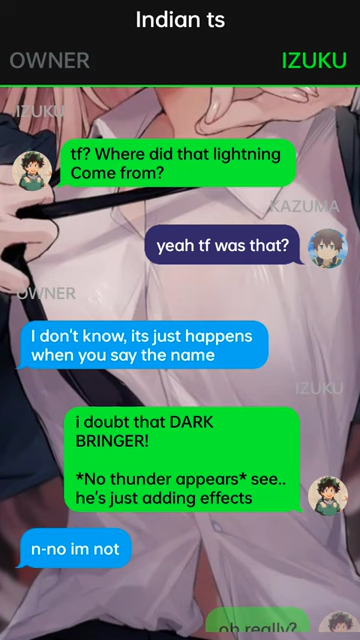 Indian ts
OWNER
IZUKU
IZUKU
tf? Where did that lightning
Come from?
KAZUMA
yeah tf was that?
OWNER
I don't know, its just happens
when you say the name
IZUKU
i doubt that DARK
BRINGER!
*No thunder appears* see..
he's just adding effects
n-no im not
oh really?